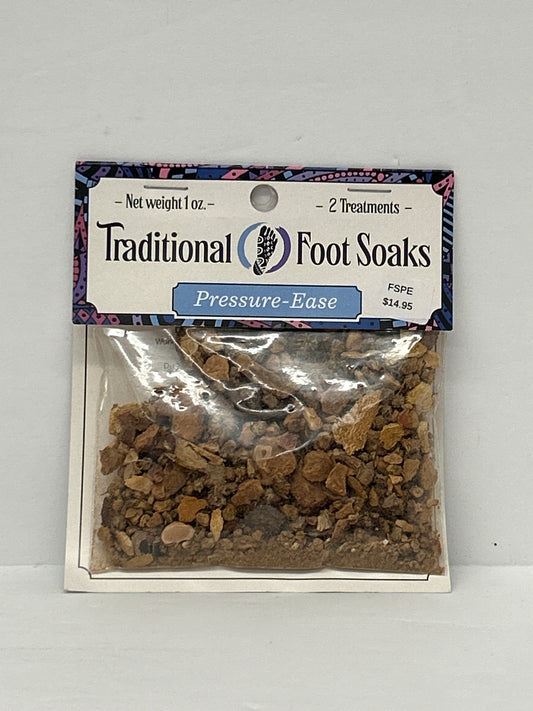 – Net weight 1 oz. –
– 2 Treatments –
Traditional Foot Soaks
Pressure-Ease
FSPE
$14.95